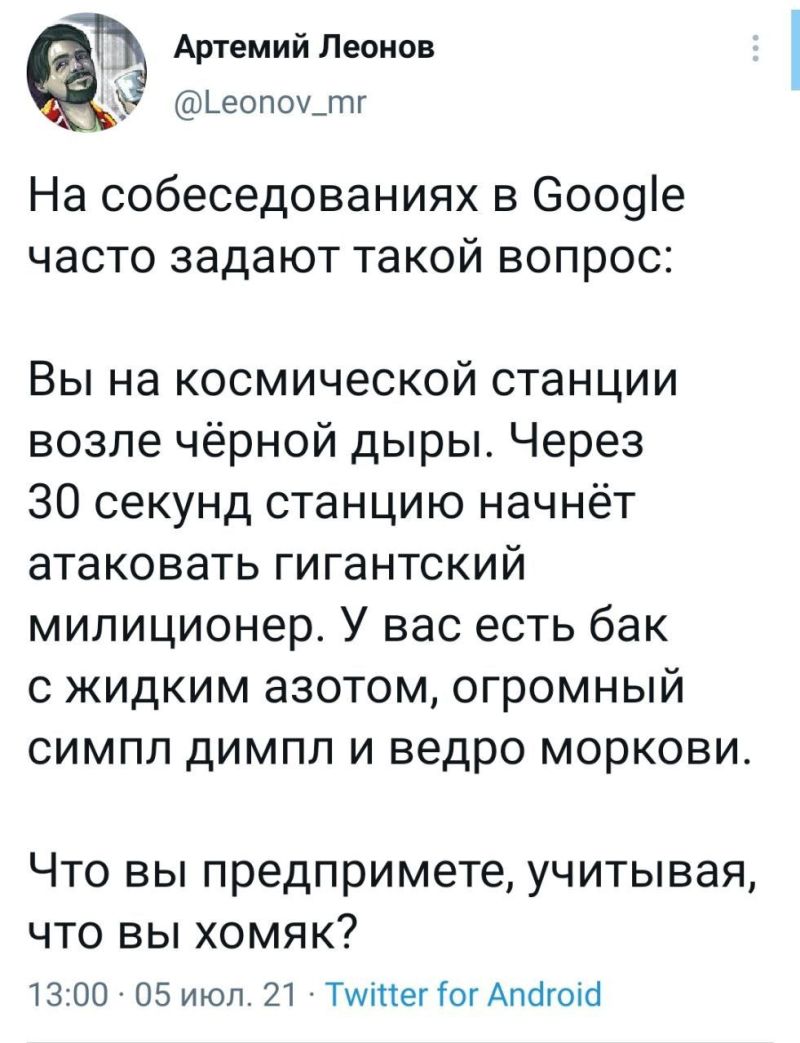 Артемий Леонов
@Leonov_mr
На собеседованиях в Google
часто задают такой вопрос:
Вы на космической станции
возле чёрной дыры. Через
30 секунд станцию начнёт
атаковать гигантский
милиционер. У вас есть бак
с жидким азотом, огромный
симпл димпл и ведро моркови.
Что вы предпримете, учитывая,
что вы хомяк?
13:00 · 05 июл. 21 · Twitter for Android